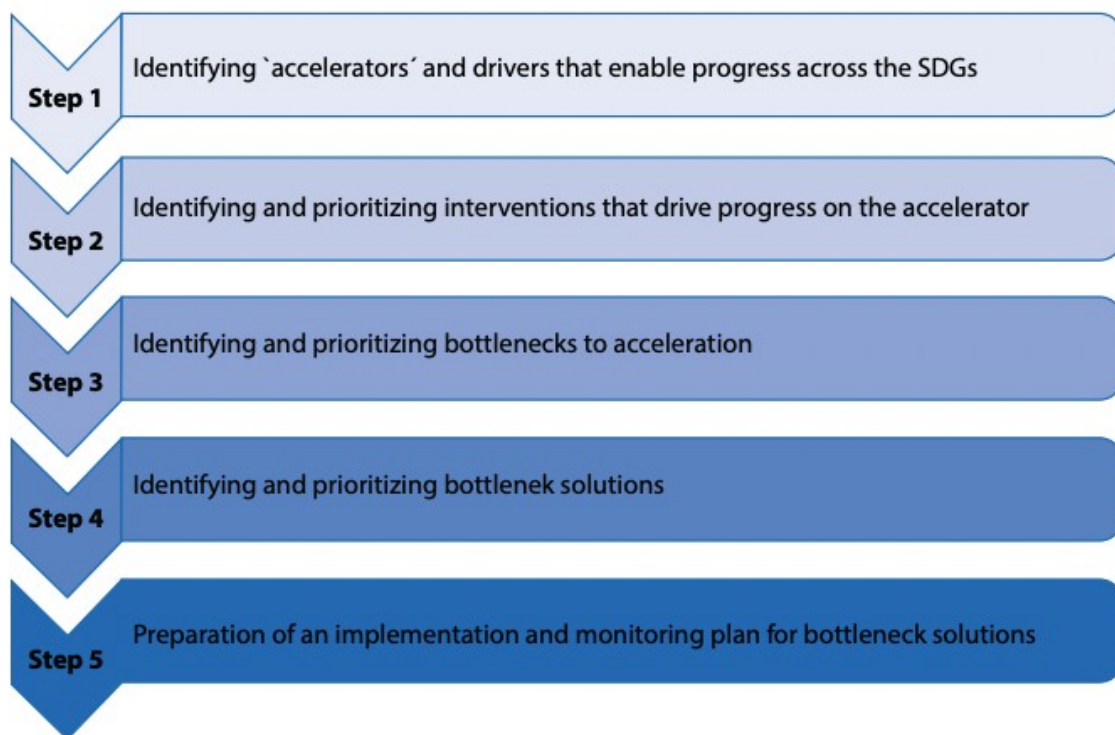 Step 1
Identifying `accelerators´ and drivers that enable progress across the SDGs
Step 2
Identifying and prioritizing interventions that drive progress on the accelerator
Step 3
Identifying and prioritizing bottlenecks to acceleration
Step 4
Identifying and prioritizing bottlenek solutions
Step 5
Preparation of an implementation and monitoring plan for bottleneck solutions